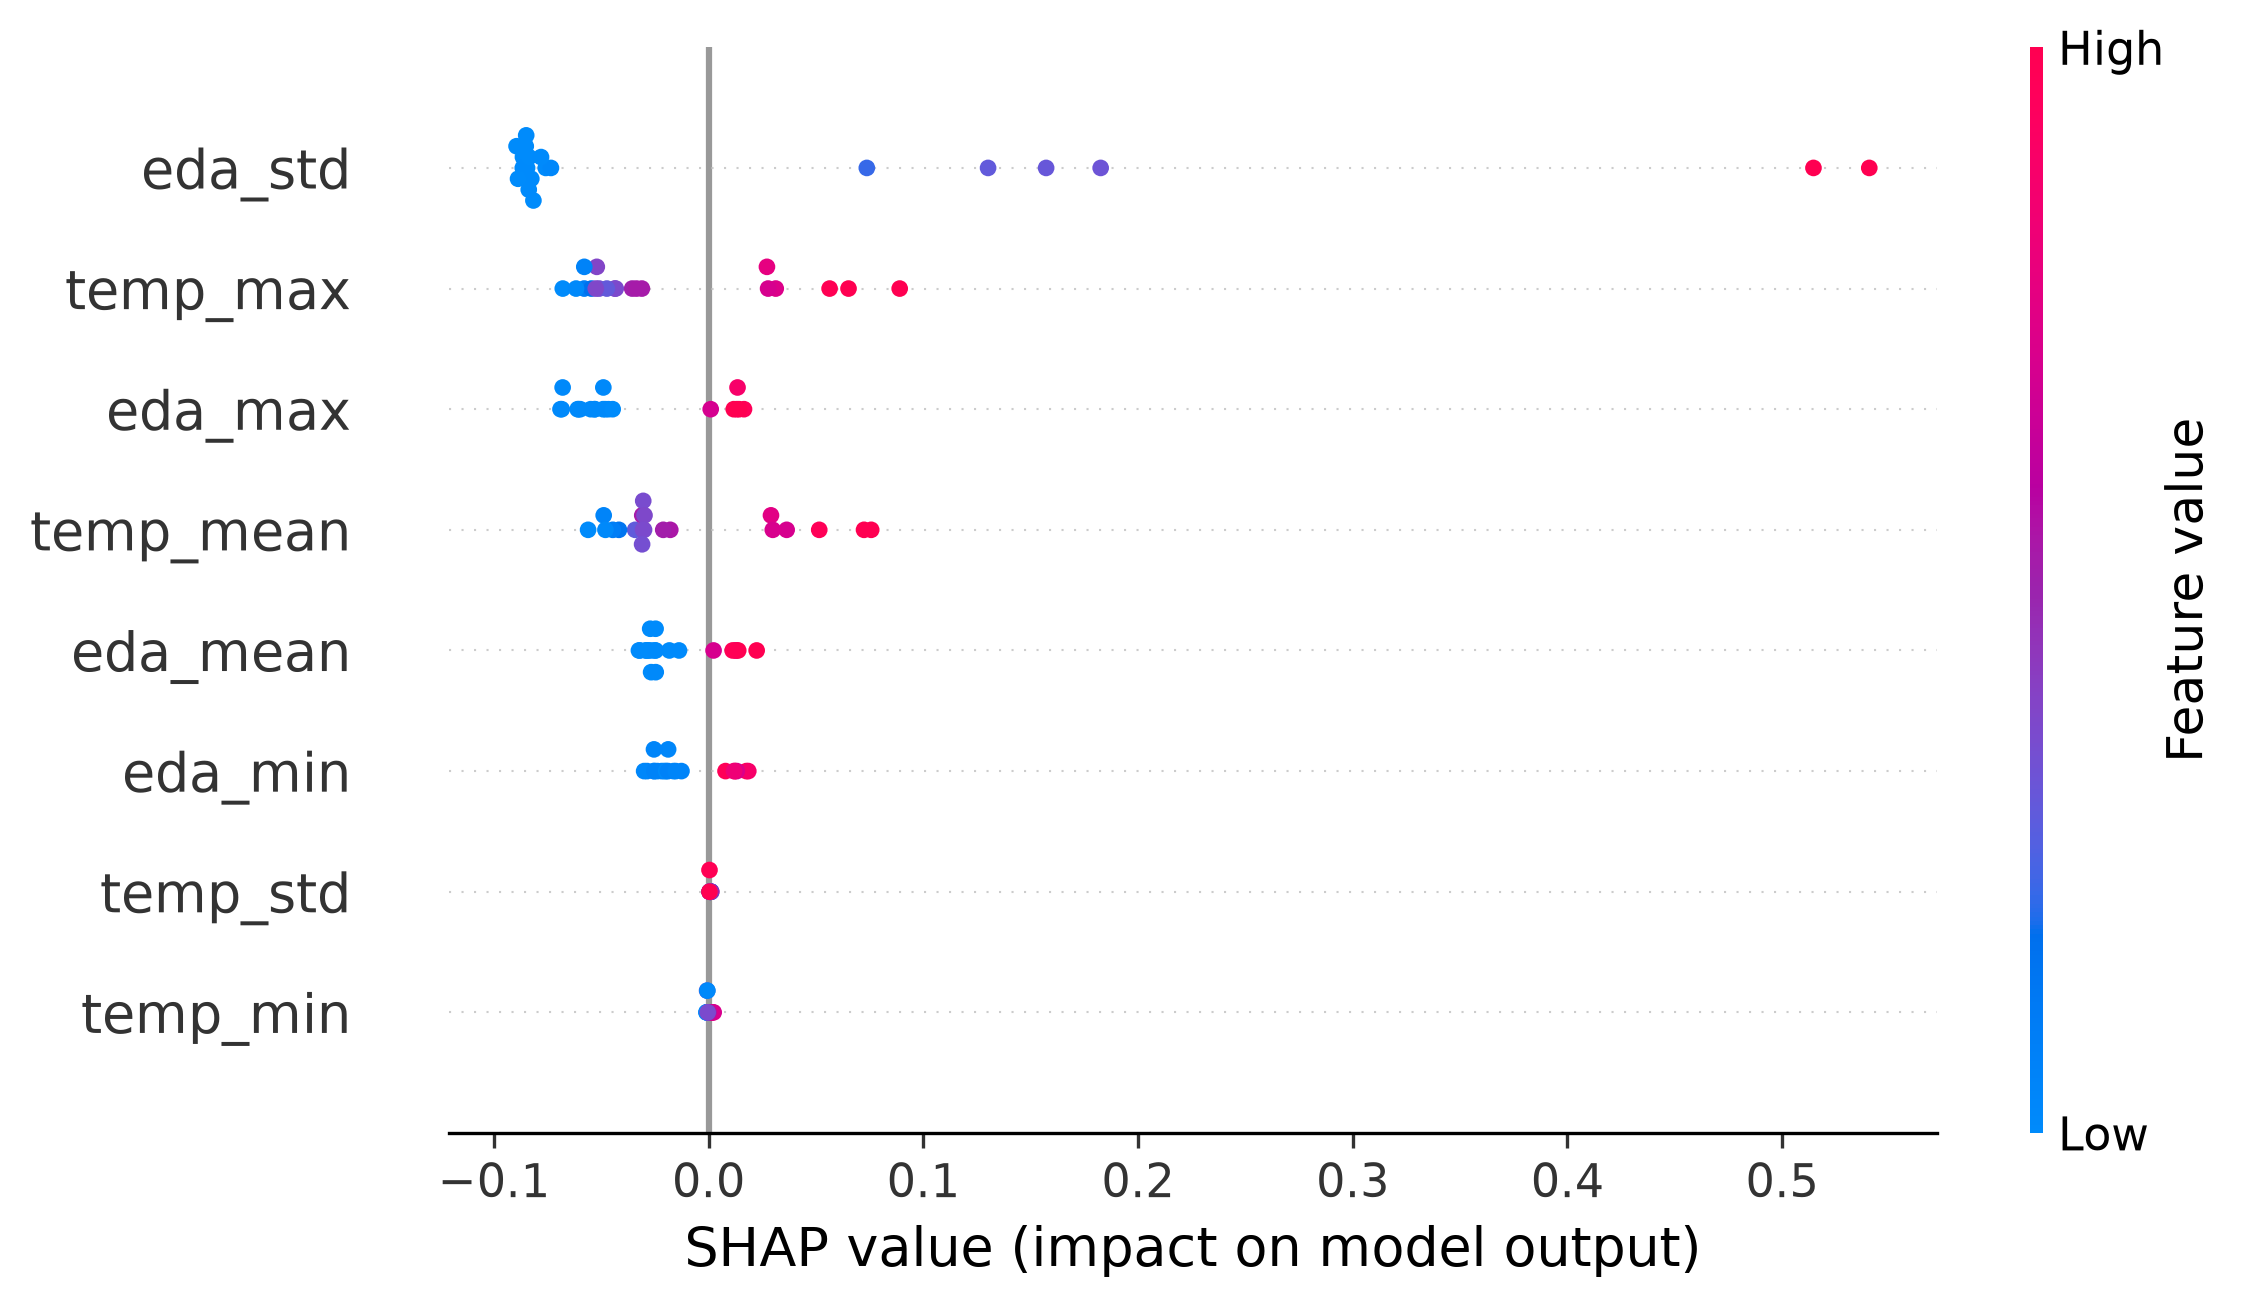 High
eda_std
temp_max
eda_max
temp_mean
eda_mean
eda_min
temp_std
temp_min
Feature value
Low
−0.1 0.0 0.1 0.2 0.3 0.4 0.5
SHAP value (impact on model output)